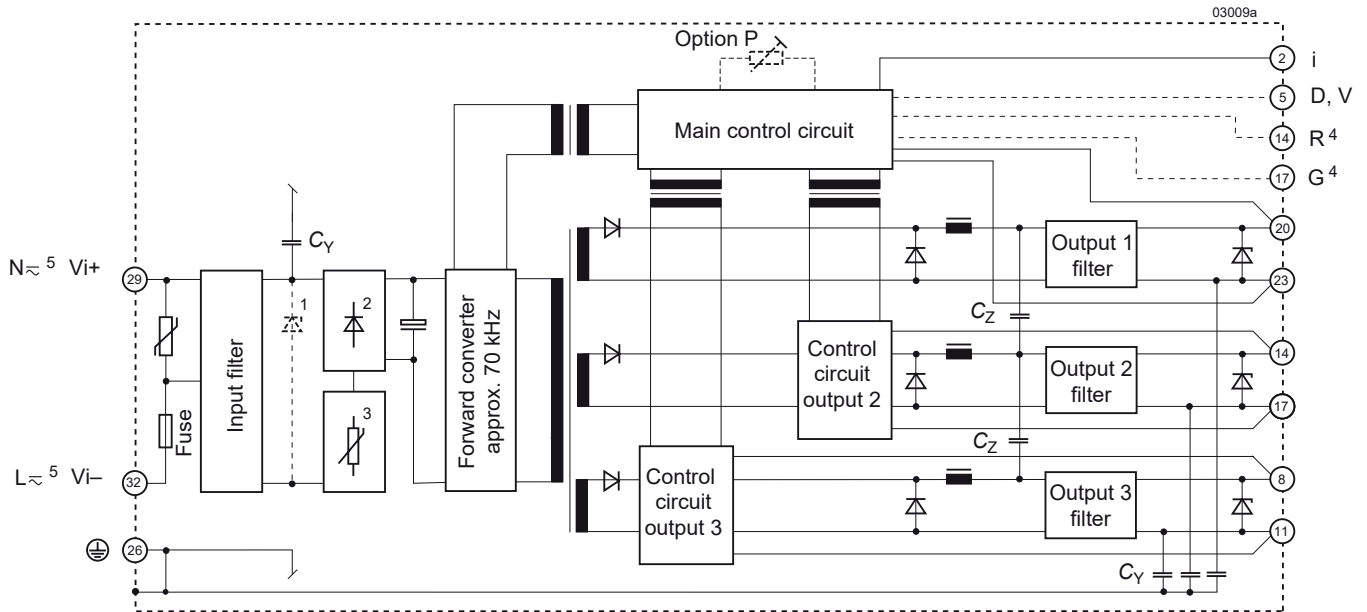 03009a
Option P
2 i
5 D, V
14 R 4
17 G 4
Main control circuit
CY
N≂ 5 Vi+
29
Fuse
Input filter
1
2
3
Forward converter
approx. 70 kHz
L≂ 5 Vi–
32
26
Output 1
filter
20
23
CZ
Control
circuit
output 2
Output 2
filter
14
17
CZ
Control
circuit
output 3
Output 3
filter
8
11
CY